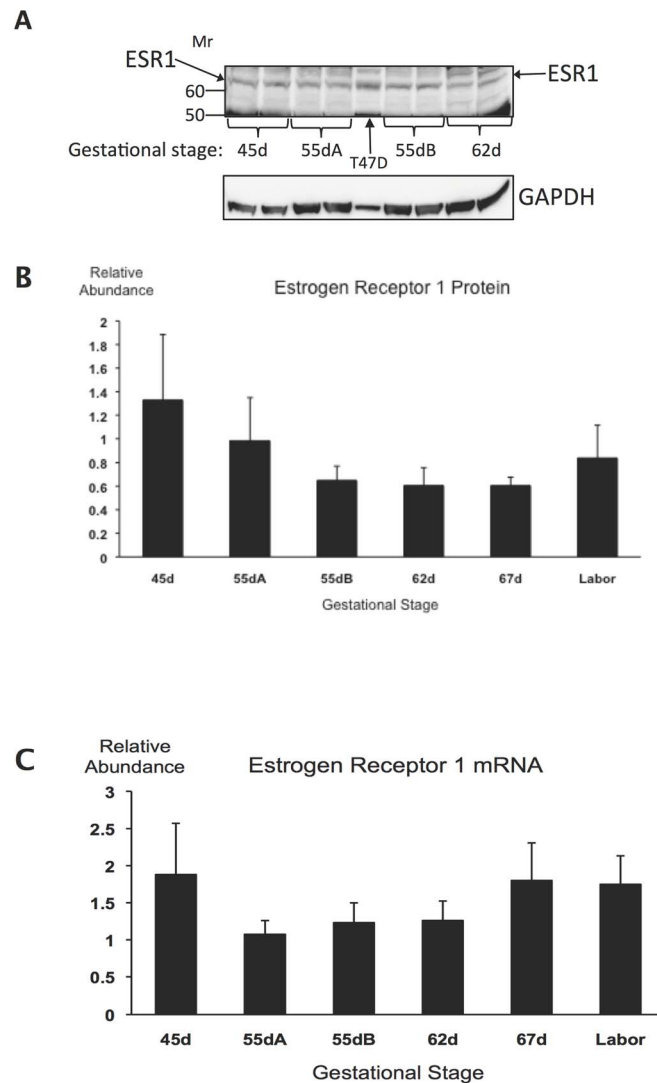 A
Mr
ESR1
ESR1
60
50
Gestational stage: 45d 55dA T47D 55dB 62d
GAPDH
B
Relative
Abundance
Estrogen Receptor 1 Protein
2
1.8
1.6
1.4
1.2
1
0.8
0.6
0.4
0.2
0
45d 55dA 55dB 62d 67d Labor
Gestational Stage
C
Relative
Abundance
Estrogen Receptor 1 mRNA
3
2.5
2
1.5
1
0.5
0
45d 55dA 55dB 62d 67d Labor
Gestational Stage